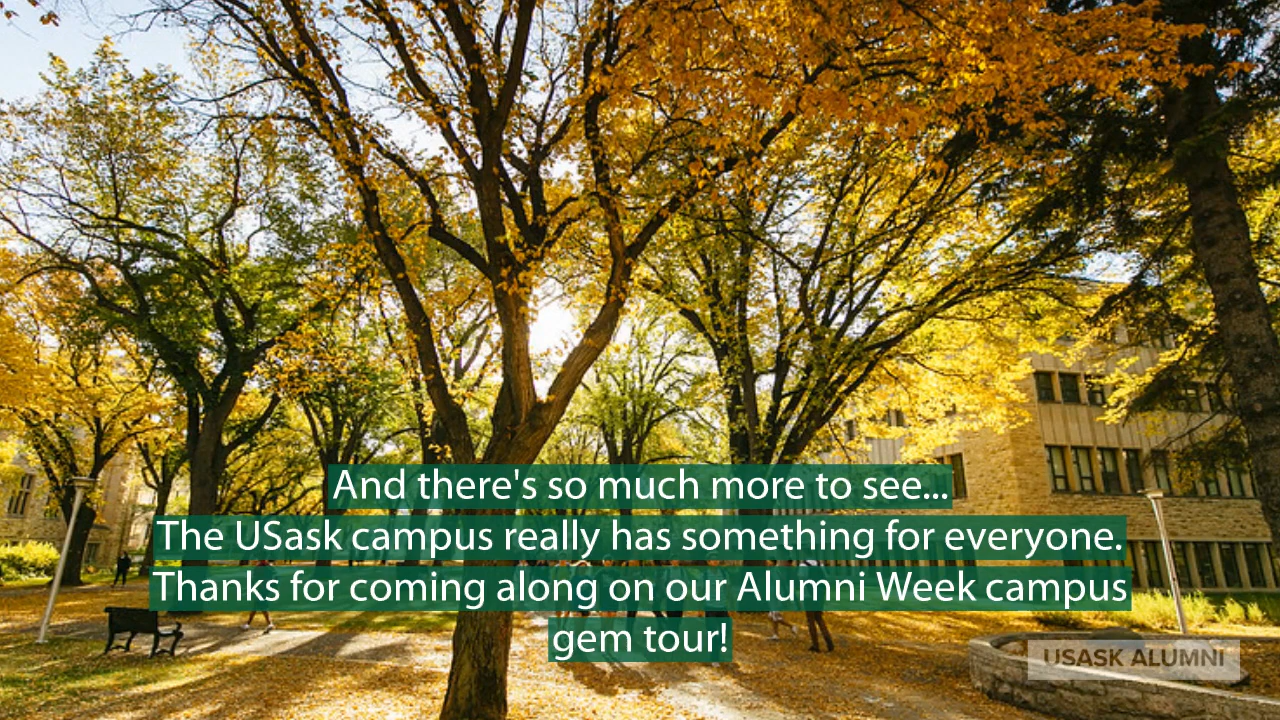 And there's so much more to see...
The USask campus really has something for everyone.
Thanks for coming along on our Alumni Week campus
gem tour!
USASK ALUMNI